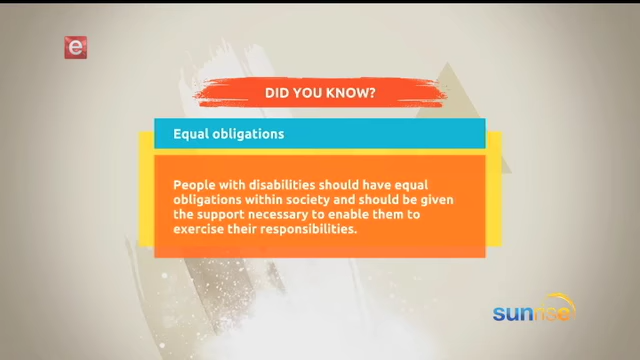 e
DID YOU KNOW?
Equal obligations
People with disabilities should have equal
obligations within society and should be given
the support necessary to enable them to
exercise their responsibilities.
sunrise